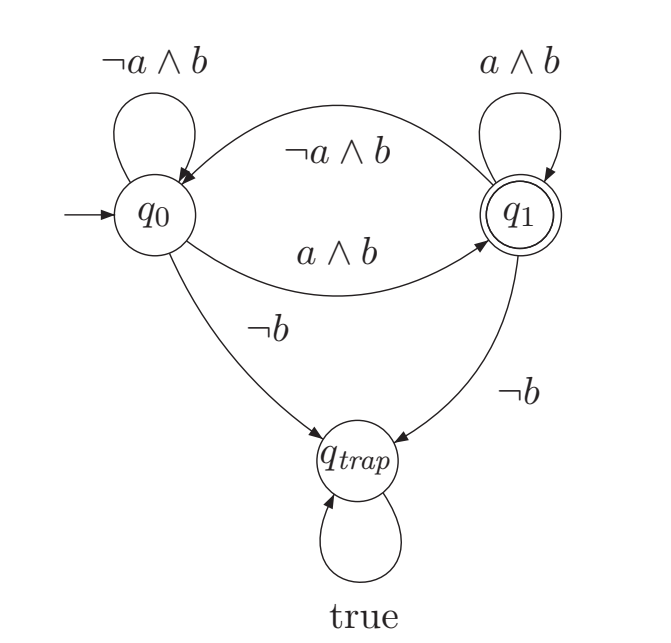 ¬a ∧ b
a ∧ b
¬a ∧ b
q0
q1
a ∧ b
¬b
¬b
qtrap
true